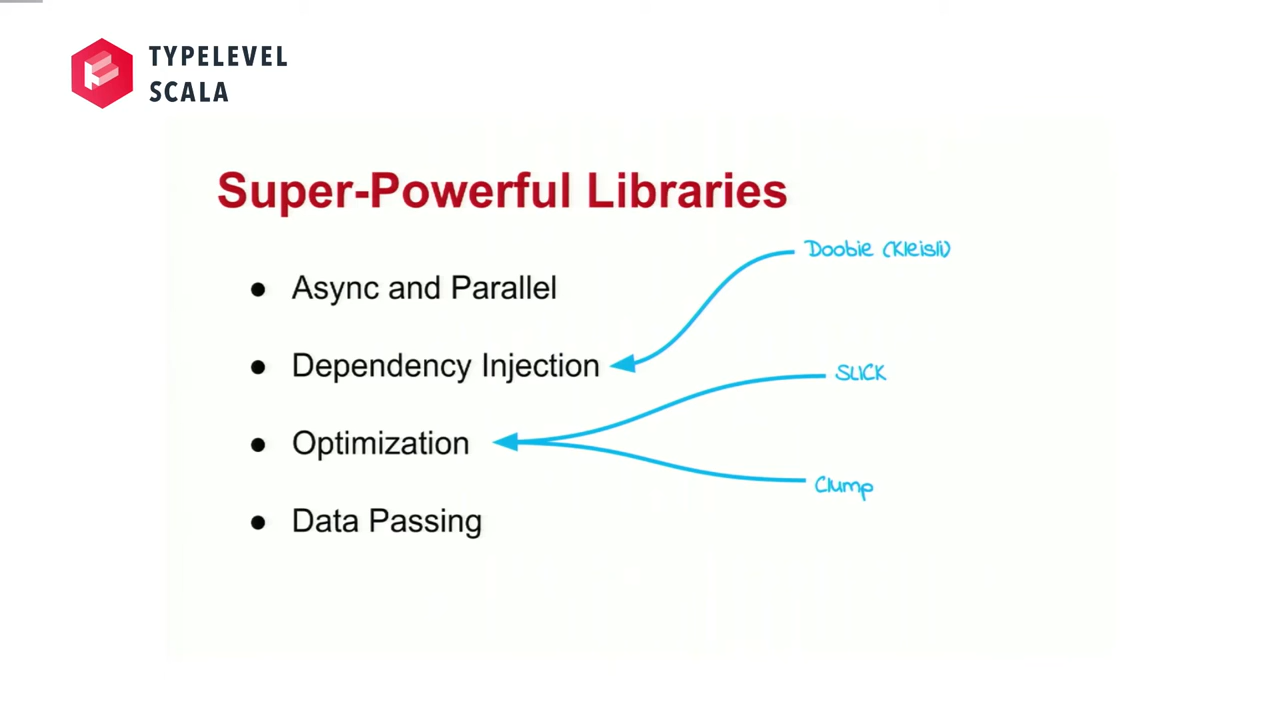 TYPELEVEL
SCALA
Super-Powerful Libraries
Doobie (Kleisli)
● Async and Parallel
● Dependency Injection
SLICK
● Optimization
Clump
● Data Passing